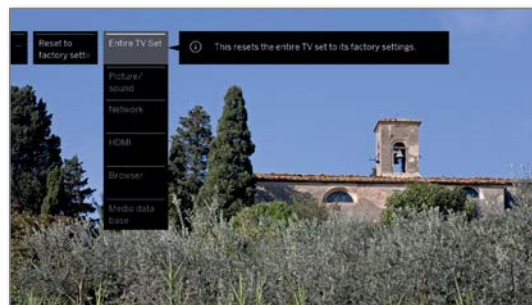 ...
Reset to
factory setti
Entire TV Set
This resets the entire TV set to its factory settings.
Picture/
sound
Network
HDMI
Browser
Media data
base